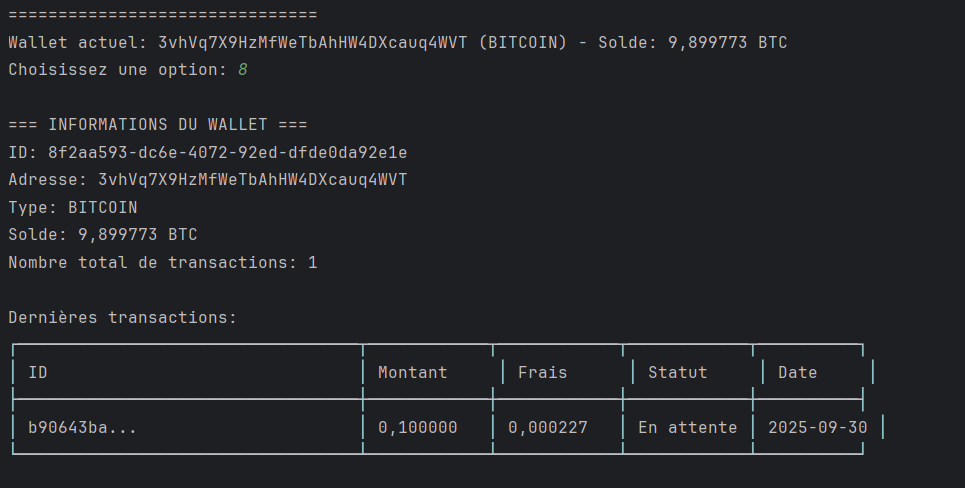 ===============================
Wallet actuel: 3vhVq7X9HzMfWeTbAhHW4DXcauq4WVT (BITCOIN) - Solde: 9,899773 BTC
Choisissez une option: 8
=== INFORMATIONS DU WALLET ===
ID: 8f2aa593-dc6e-4072-92ed-dfde0da92e1e
Adresse: 3vhVq7X9HzMfWeTbAhHW4DXcauq4WVT
Type: BITCOIN
Solde: 9,899773 BTC
Nombre total de transactions: 1
Dernières transactions:
ID Montant Frais Statut Date
b90643ba... 0,100000 0,000227 En attente 2025-09-30